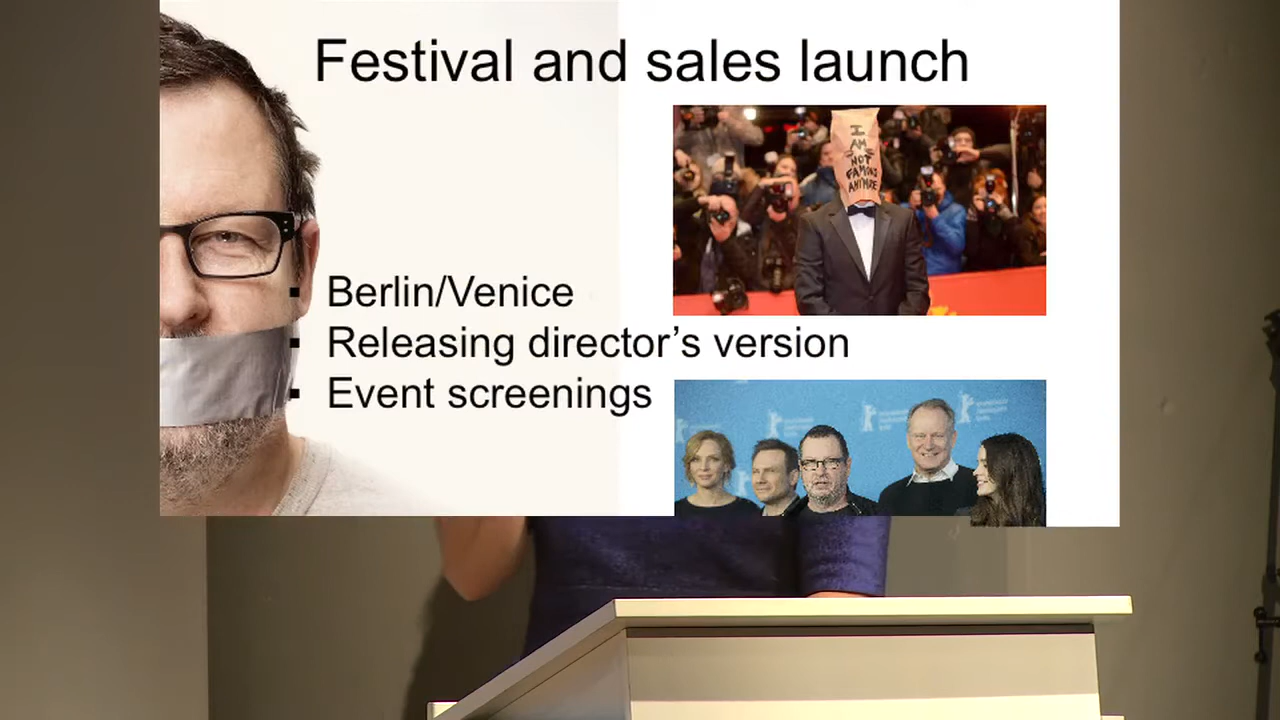 Festival and sales launch
I
AM
NOT
FAMOUS
ANYMORE
Berlin/Venice
Releasing director's version
Event screenings